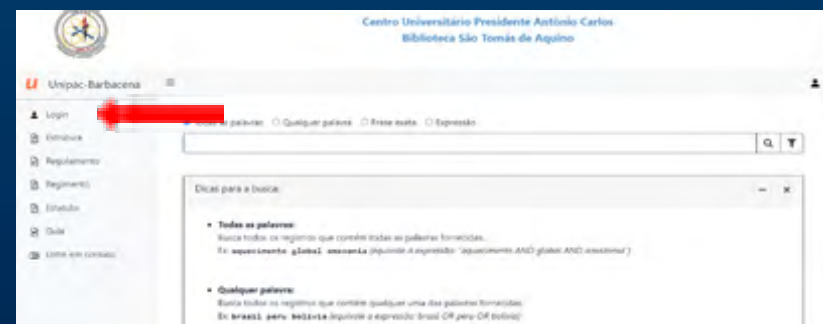 Centro Universitário Presidente Antônio Carlos
Biblioteca São Tomás de Aquino
Unipac-Barbacena
Login
Estrutura
Regulamento
Regimento
Estatuto
Guia
Entre em contato
Todas as palavras Qualquer palavra Frase exata Expressão
Dicas para a busca:
Todas as palavras:
Busca todos os registros que contém todas as palavras fornecidas.
Ex: aquecimento global amazonia (equivale a expressão: "aquecimento AND global AND amazonia")
Qualquer palavra:
Busca todos os registros que contém qualquer uma das palavras fornecidas.
Ex: brasil peru bolivia (equivale a expressão: brasil OR peru OR bolivia)